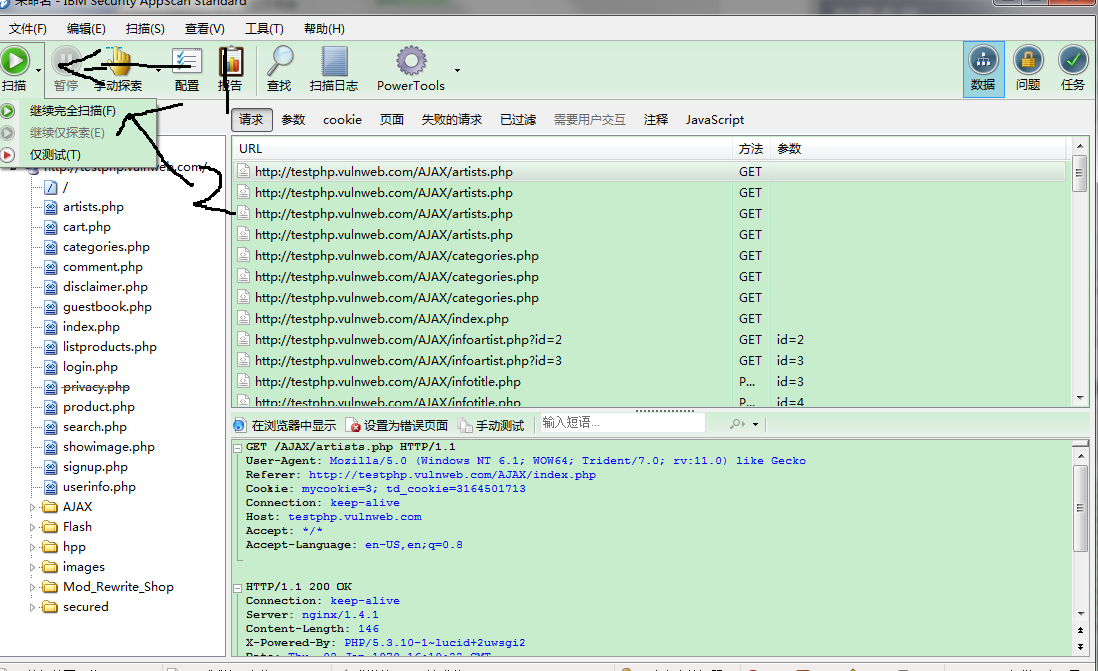 未命名 - IBM Security AppScan Standard
文件(F) 编辑(E) 扫描(S) 查看(V) 工具(T) 帮助(H)
扫描 暂停 手动探索 配置 报告 查找 扫描日志 PowerTools 数据 问题 任务
继续完全扫描(F)
继续仅探索(E)
仅测试(T)
2
http://testphp.vulnweb.com/
/
artists.php
cart.php
categories.php
comment.php
disclaimer.php
guestbook.php
index.php
listproducts.php
login.php
privacy.php
product.php
search.php
showimage.php
signup.php
userinfo.php
AJAX
Flash
hpp
images
Mod_Rewrite_Shop
secured
请求 参数 cookie 页面 失败的请求 已过滤 需要用户交互 注释 JavaScript
URL 方法 参数
http://testphp.vulnweb.com/AJAX/artists.php GET
http://testphp.vulnweb.com/AJAX/artists.php GET
http://testphp.vulnweb.com/AJAX/artists.php GET
http://testphp.vulnweb.com/AJAX/artists.php GET
http://testphp.vulnweb.com/AJAX/categories.php GET
http://testphp.vulnweb.com/AJAX/categories.php GET
http://testphp.vulnweb.com/AJAX/categories.php GET
http://testphp.vulnweb.com/AJAX/index.php GET
http://testphp.vulnweb.com/AJAX/infoartist.php?id=2 GET id=2
http://testphp.vulnweb.com/AJAX/infoartist.php?id=3 GET id=3
http://testphp.vulnweb.com/AJAX/infotitle.php P... id=3
http://testphp.vulnweb.com/AJAX/infotitle.php P... id=4
在浏览器中显示 设置为错误页面 手动测试 输入短语...
GET /AJAX/artists.php HTTP/1.1
User-Agent: Mozilla/5.0 (Windows NT 6.1; WOW64; Trident/7.0; rv:11.0) like Gecko
Referer: http://testphp.vulnweb.com/AJAX/index.php
Cookie: mycookie=3; td_cookie=3164501713
Connection: keep-alive
Host: testphp.vulnweb.com
Accept: */*
Accept-Language: en-US,en;q=0.8
HTTP/1.1 200 OK
Connection: keep-alive
Server: nginx/1.4.1
Content-Length: 146
X-Powered-By: PHP/5.3.10-1~lucid+2uwsgi2